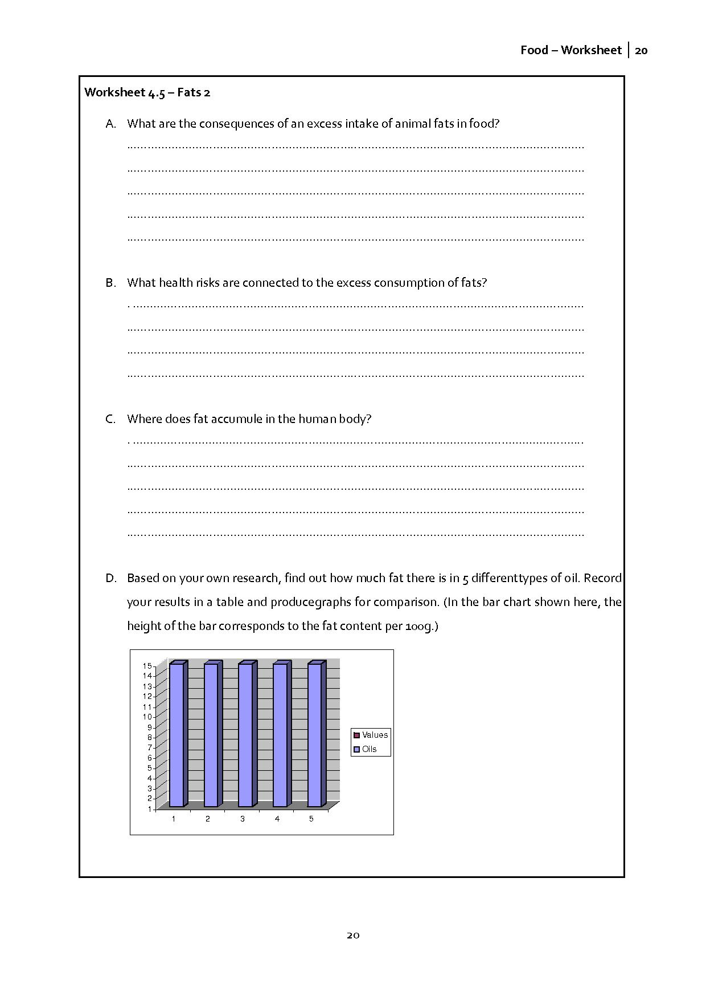 Food – Worksheet | 20
Worksheet 4.5 – Fats 2
A. What are the consequences of an excess intake of animal fats in food?
................................................................................................................................
................................................................................................................................
................................................................................................................................
................................................................................................................................
................................................................................................................................
B. What health risks are connected to the excess consumption of fats?
. ..............................................................................................................................
................................................................................................................................
................................................................................................................................
................................................................................................................................
C. Where does fat accumule in the human body?
. ..............................................................................................................................
................................................................................................................................
................................................................................................................................
................................................................................................................................
................................................................................................................................
D. Based on your own research, find out how much fat there is in 5 differenttypes of oil. Record
your results in a table and producegraphs for comparison. (In the bar chart shown here, the
height of the bar corresponds to the fat content per 100g.)
15
14
13
12
11
10
9
8
7
6
5
4
3
2
1
1 2 3 4 5
Values
Oils
20